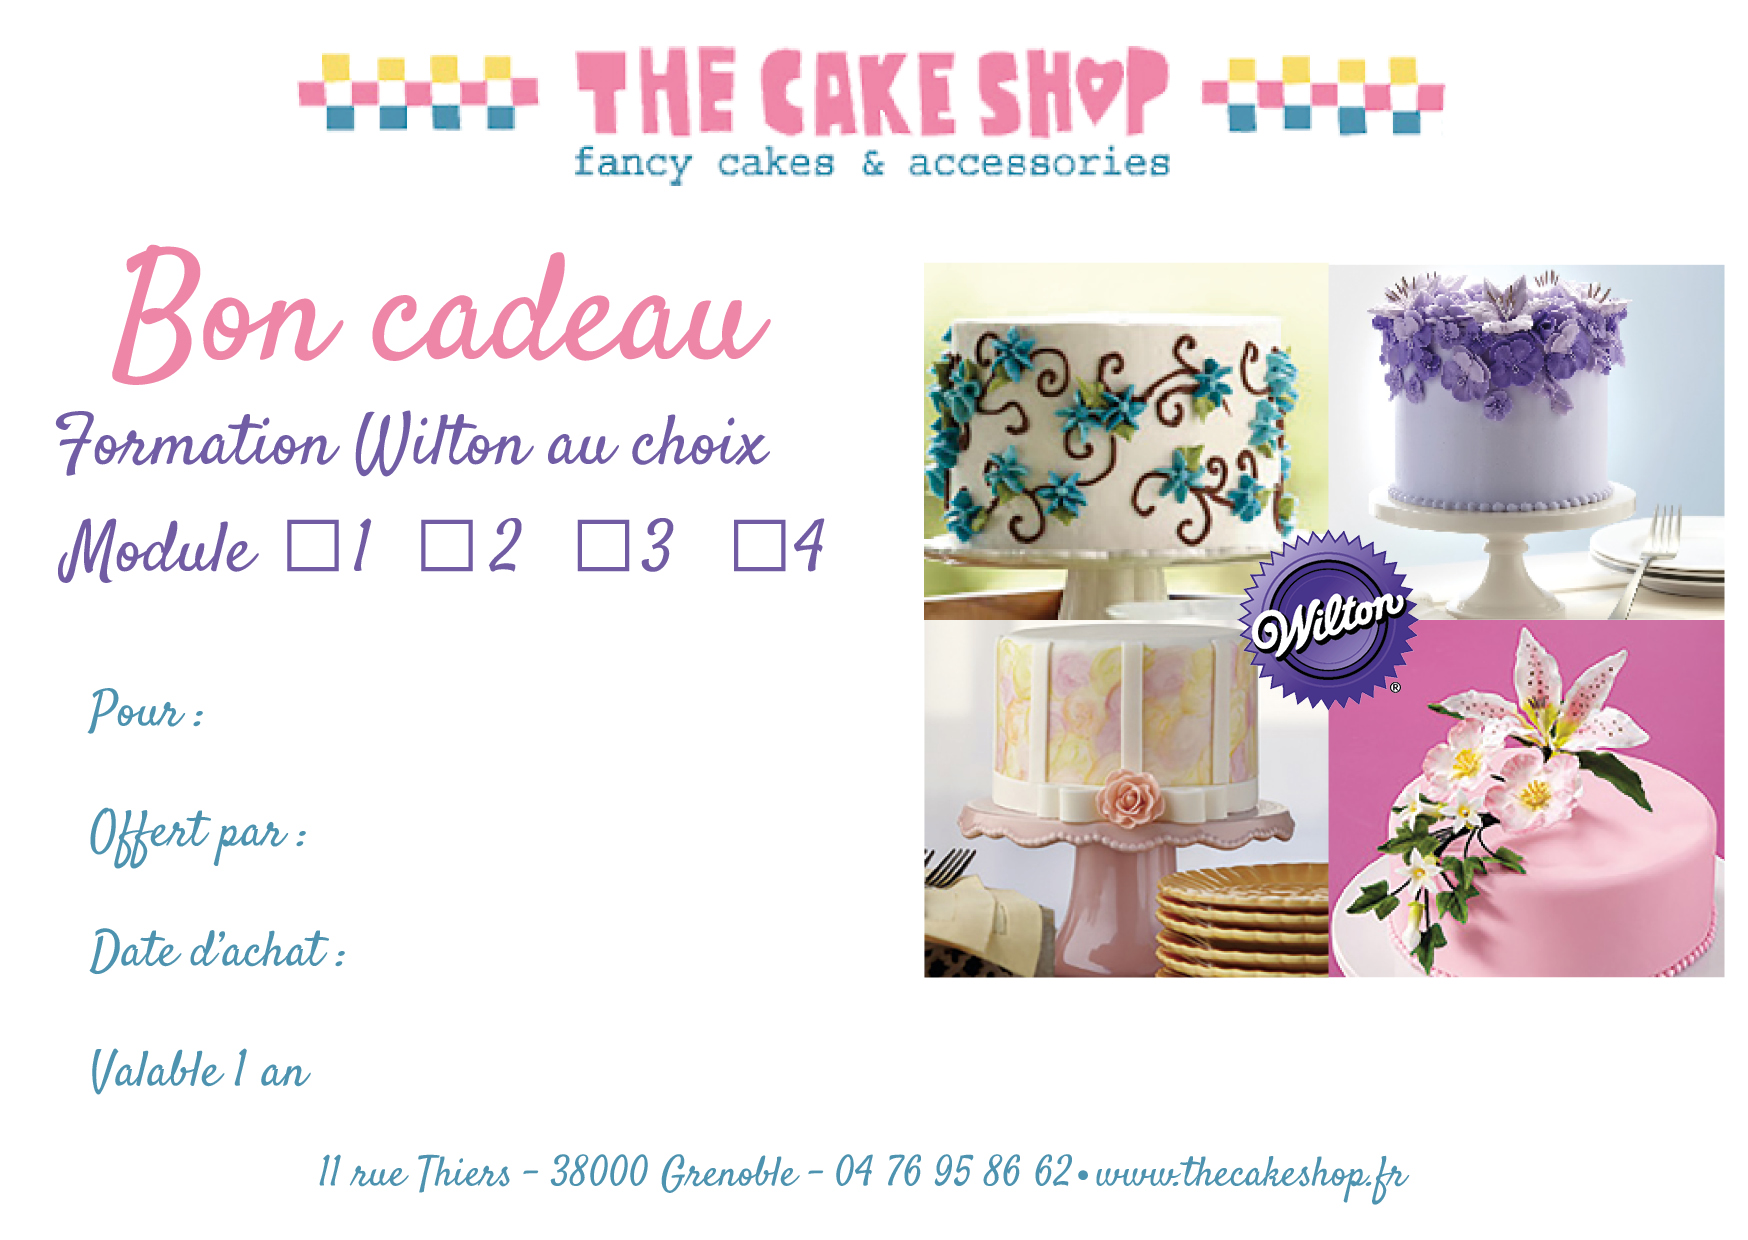 THE CAKE SHOP
fancy cakes & accessories
Bon cadeau
Formation Wilton au choix
Module ☐1 ☐2 ☐3 ☐4
Wilton ®
Pour :
Offert par :
Date d'achat :
Valable 1 an
11 rue Thiers - 38000 Grenoble - 04 76 95 86 62 • www.thecakeshop.fr